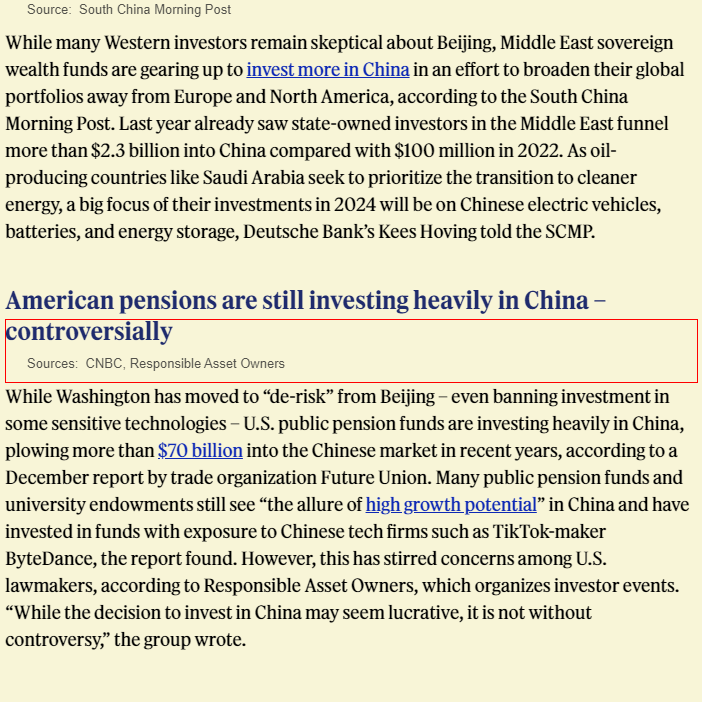 Source: South China Morning Post
While many Western investors remain skeptical about Beijing, Middle East sovereign
wealth funds are gearing up to invest more in China in an effort to broaden their global
portfolios away from Europe and North America, according to the South China
Morning Post. Last year already saw state-owned investors in the Middle East funnel
more than $2.3 billion into China compared with $100 million in 2022. As oil-
producing countries like Saudi Arabia seek to prioritize the transition to cleaner
energy, a big focus of their investments in 2024 will be on Chinese electric vehicles,
batteries, and energy storage, Deutsche Bank’s Kees Hoving told the SCMP.
American pensions are still investing heavily in China –
controversially
Sources: CNBC, Responsible Asset Owners
While Washington has moved to “de-risk” from Beijing – even banning investment in
some sensitive technologies – U.S. public pension funds are investing heavily in China,
plowing more than $70 billion into the Chinese market in recent years, according to a
December report by trade organization Future Union. Many public pension funds and
university endowments still see “the allure of high growth potential” in China and have
invested in funds with exposure to Chinese tech firms such as TikTok-maker
ByteDance, the report found. However, this has stirred concerns among U.S.
lawmakers, according to Responsible Asset Owners, which organizes investor events.
“While the decision to invest in China may seem lucrative, it is not without
controversy,” the group wrote.